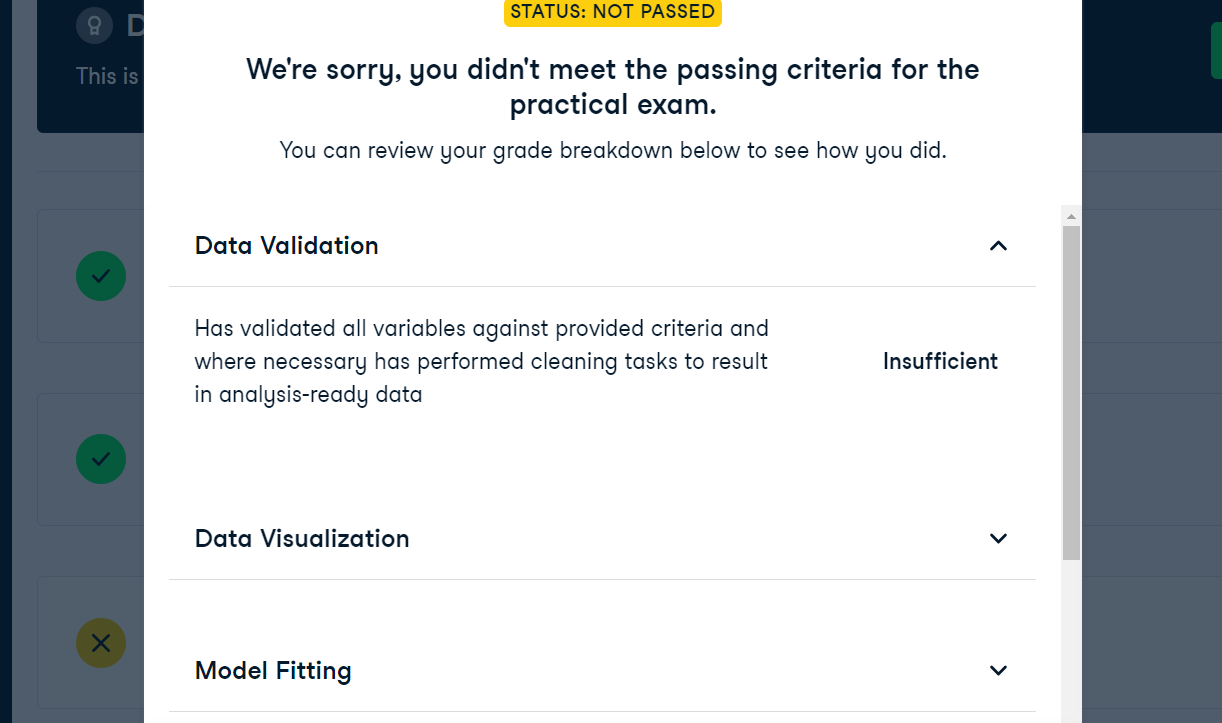 STATUS: NOT PASSED
D
This is
We're sorry, you didn't meet the passing criteria for the
practical exam.
You can review your grade breakdown below to see how you did.
Data Validation
Has validated all variables against provided criteria and
where necessary has performed cleaning tasks to result
in analysis-ready data
Insufficient
Data Visualization
Model Fitting